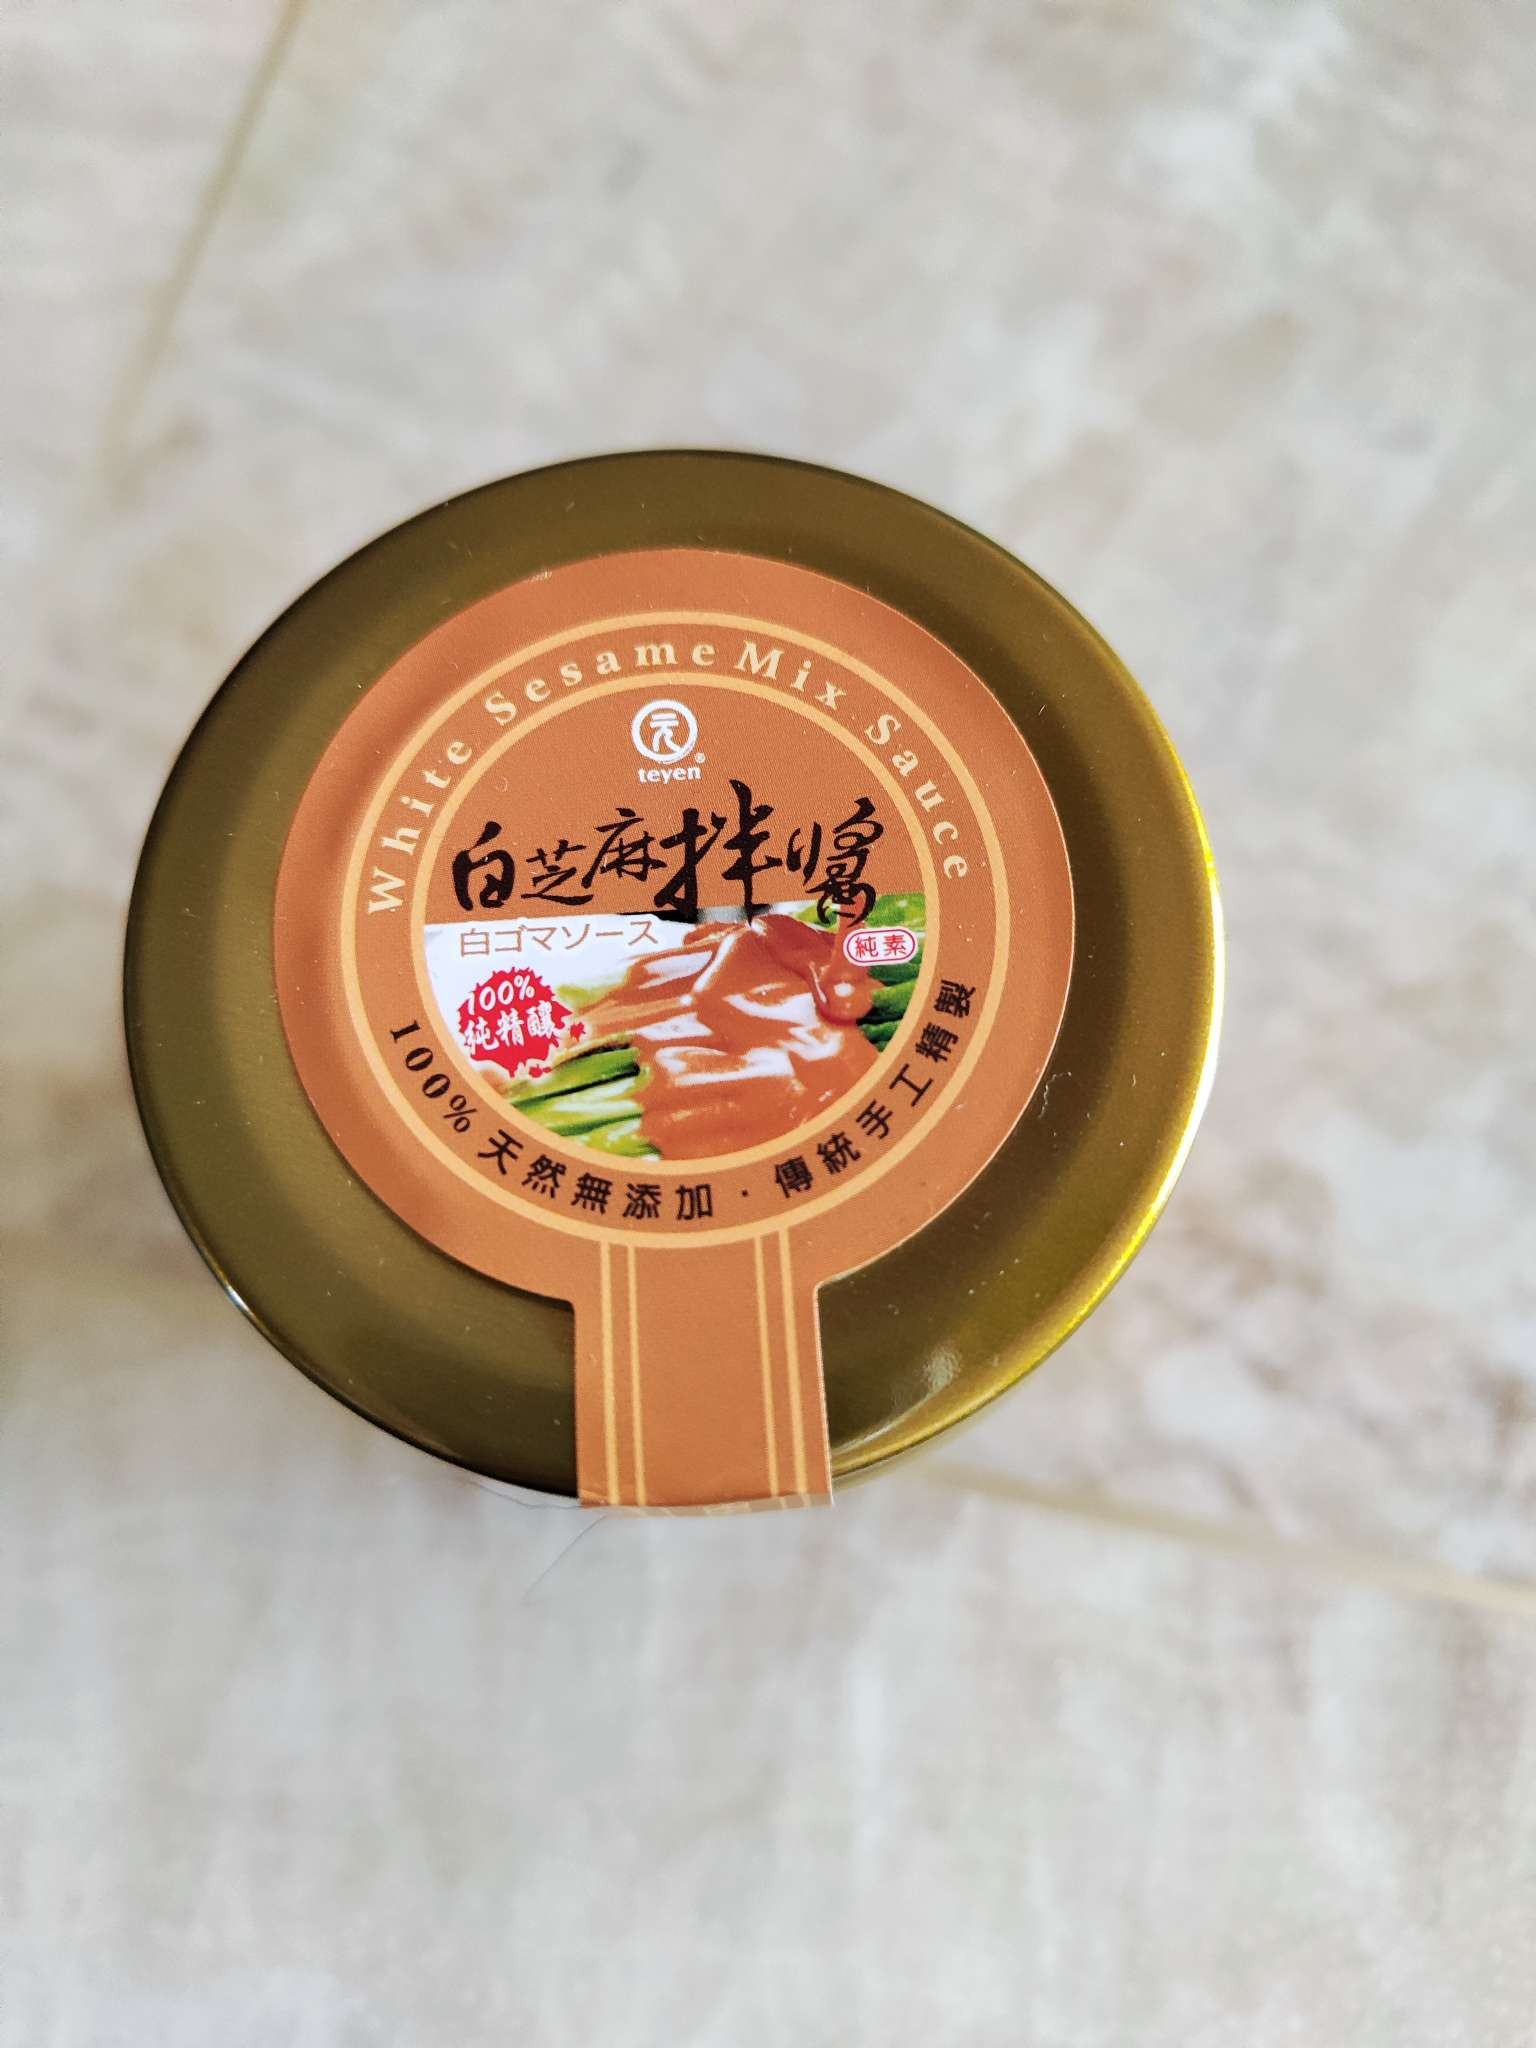 White Sesame Mix Sauce
元
teyen®
白芝麻拌醬
白ゴマソース
純素
100%
純精釀
100%天然無添加·傳統手工精製